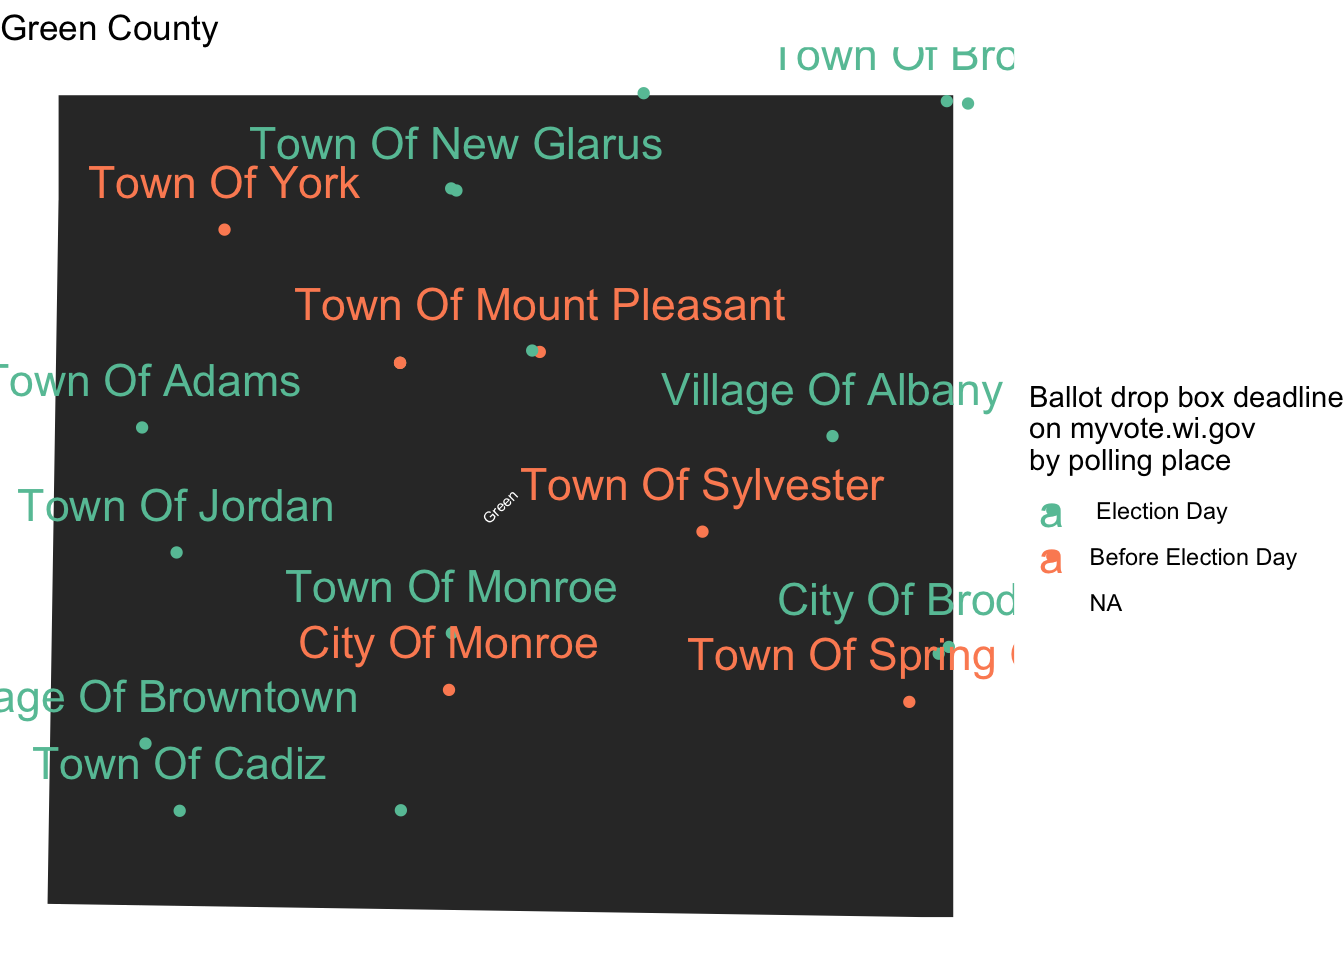 Green County
Town Of Bro
Town Of New Glarus
Town Of York
Town Of Mount Pleasant
Town Of Adams
Village Of Albany
Town Of Sylvester
Green
Town Of Jordan
Town Of Monroe
City Of Brod
City Of Monroe
Town Of Spring
age Of Browntown
Town Of Cadiz
Ballot drop box deadline
on myvote.wi.gov
by polling place
a Election Day
a Before Election Day
NA